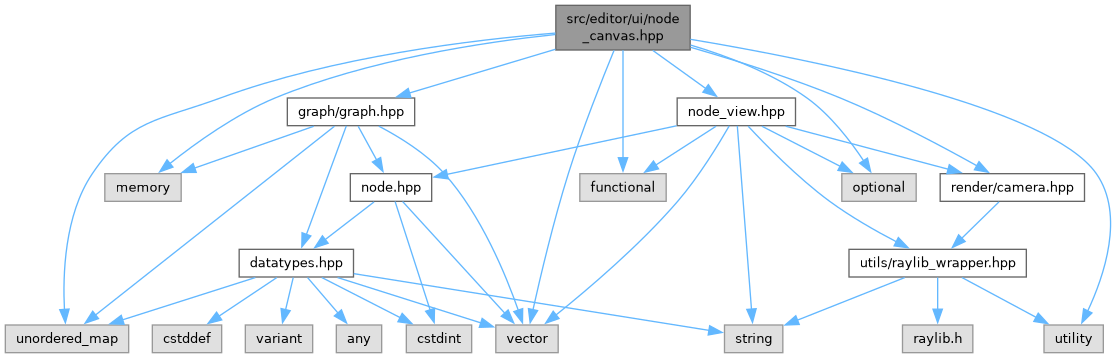 src/editor/ui/node
_canvas.hpp
graph/graph.hpp
node_view.hpp
memory
node.hpp
functional
optional
render/camera.hpp
datatypes.hpp
utils/raylib_wrapper.hpp
unordered_map
cstddef
variant
any
cstdint
vector
string
raylib.h
utility